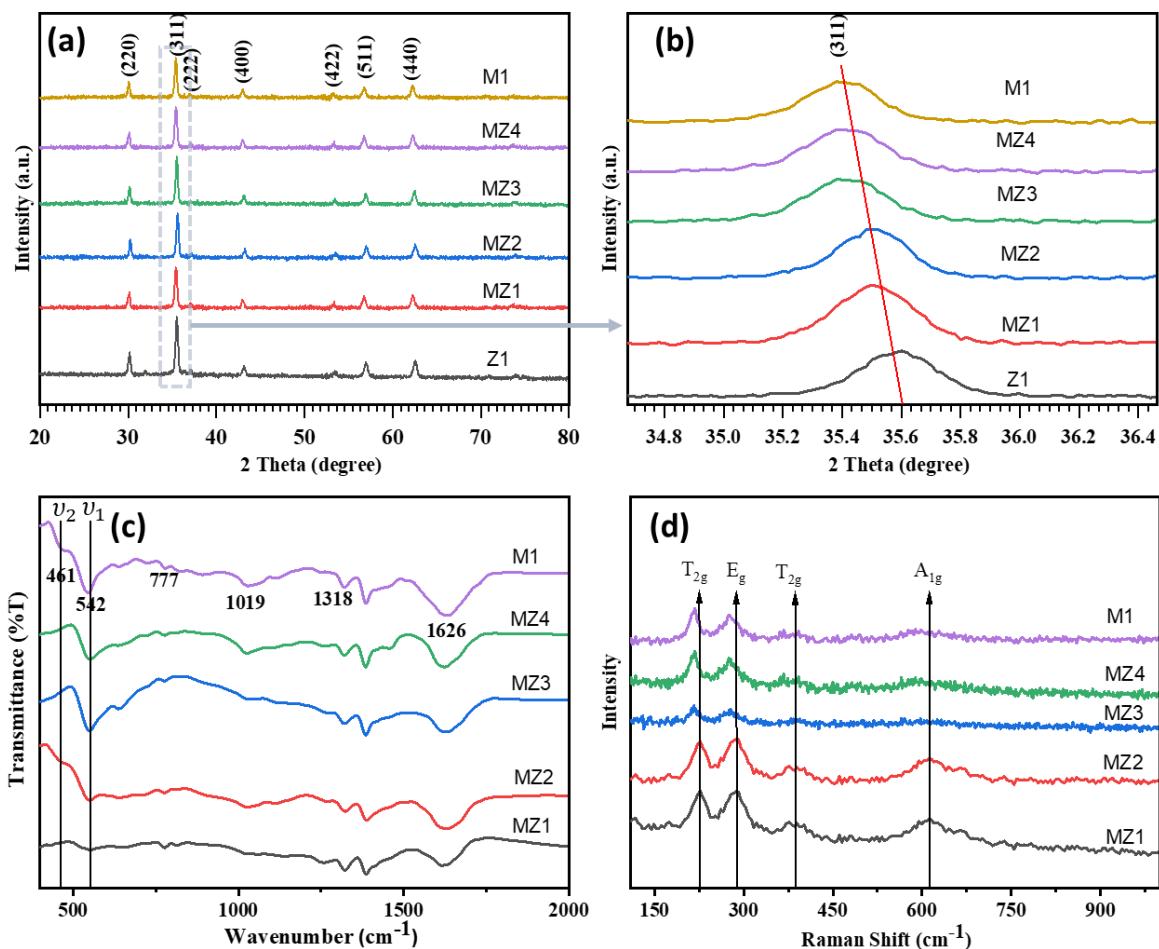 (a)
(220)
(311)
(222)
(400)
(422)
(511)
(440)
M1
MZ4
MZ3
MZ2
MZ1
Z1
Intensity (a.u.)
20 30 40 50 60 70 80
2 Theta (degree)
(b)
(311)
M1
MZ4
MZ3
MZ2
MZ1
Z1
Intensity (a.u.)
34.8 35.0 35.2 35.4 35.6 35.8 36.0 36.2 36.4
2 Theta (degree)
(c)
υ2 υ1
461
542
777
1019
1318
1626
M1
MZ4
MZ3
MZ2
MZ1
Transmittance (%T)
500 1000 1500 2000
Wavenumber (cm-1)
(d)
T2g Eg T2g A1g
M1
MZ4
MZ3
MZ2
MZ1
Intensity
150 300 450 600 750 900
Raman Shift (cm-1)